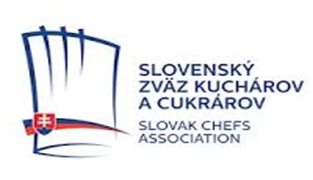 SLOVENSKÝ
ZVÄZ KUCHÁROV
A CUKRÁROV
SLOVAK CHEFS
ASSOCIATION